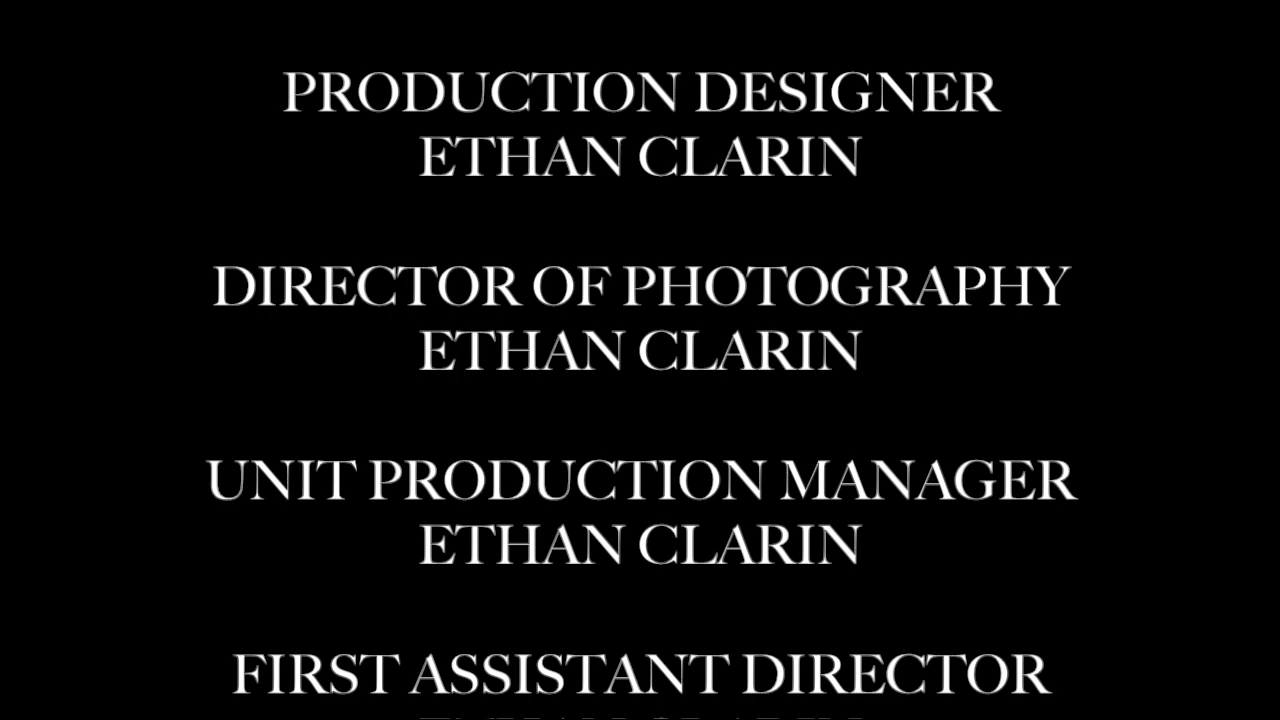 PRODUCTION DESIGNER
ETHAN CLARIN
DIRECTOR OF PHOTOGRAPHY
ETHAN CLARIN
UNIT PRODUCTION MANAGER
ETHAN CLARIN
FIRST ASSISTANT DIRECTOR